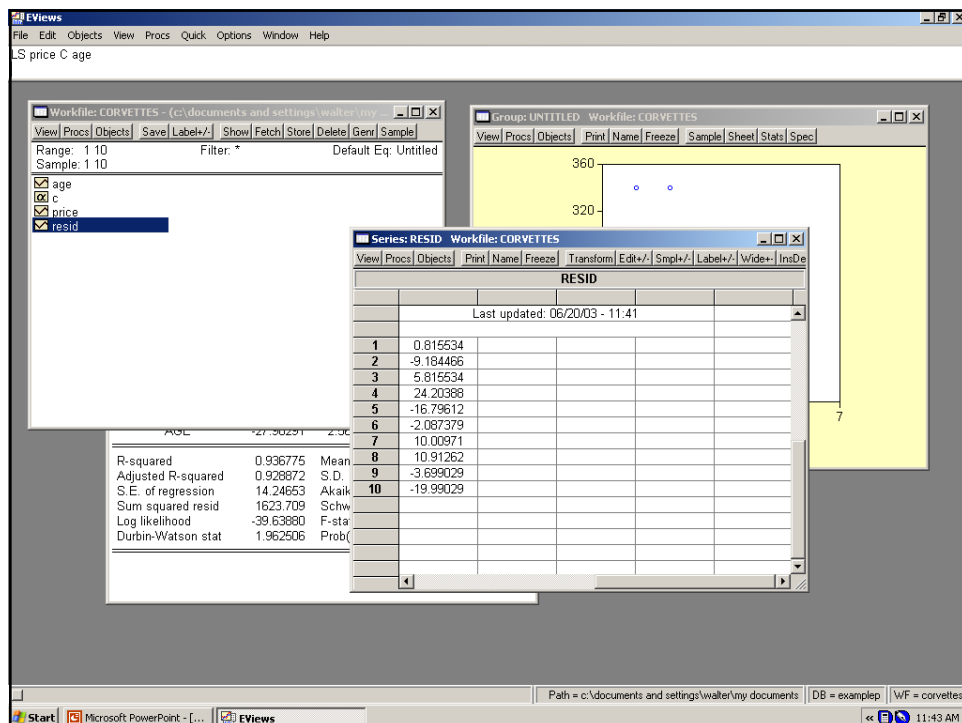 EViews
File Edit Objects View Procs Quick Options Window Help
LS price C age
Workfile: CORVETTES - (c:\documents and settings\walter\my ...
View Procs Objects Save Label+/- Show Fetch Store Delete Genr Sample
Range: 1 10 Filter: * Default Eq: Untitled
Sample: 1 10
age
c
price
resid
Group: UNTITLED Workfile: CORVETTES
View Procs Objects Print Name Freeze Sample Sheet Stats Spec
360
320
7
Series: RESID Workfile: CORVETTES
View Procs Objects Print Name Freeze Transform Edit+/- Smpl+/- Label+/- Wide+- InsDe
RESID
Last updated: 06/20/03 - 11:41
1 0.815534
2 -9.184466
3 5.815534
4 24.20388
5 -16.79612
6 -2.087379
7 10.00971
8 10.91262
9 -3.699029
10 -19.99029
AGE -27.90291
R-squared 0.936775 Mean
Adjusted R-squared 0.928872 S.D.
S.E. of regression 14.24653 Akaik
Sum squared resid 1623.709 Schw
Log likelihood -39.63880 F-sta
Durbin-Watson stat 1.962506 Prob(
Path = c:\documents and settings\walter\my documents DB = examplep WF = corvettes
Start Microsoft PowerPoint - [... EViews 11:43 AM